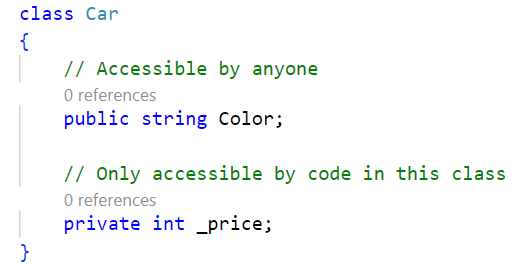 class Car
{
// Accessible by anyone
0 references
public string Color;
// Only accessible by code in this class
0 references
private int _price;
}